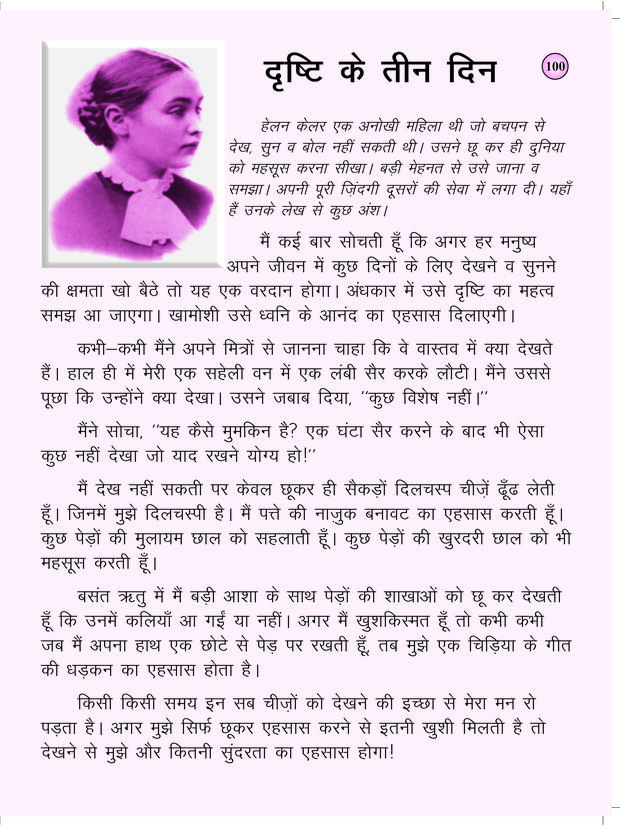 दृष्टि के तीन दिन
100
हेलन केलर एक अनोखी महिला थी जो बचपन से
देख, सुन व बोल नहीं सकती थी। उसने छू कर ही दुनिया
को महसूस करना सीखा। बड़ी मेहनत से उसे जाना व
समझा। अपनी पूरी ज़िंदगी दूसरों की सेवा में लगा दी। यहाँ
हैं उनके लेख से कुछ अंश।
मैं कई बार सोचती हूँ कि अगर हर मनुष्य
अपने जीवन में कुछ दिनों के लिए देखने व सुनने
की क्षमता खो बैठे तो यह एक वरदान होगा। अंधकार में उसे दृष्टि का महत्व
समझ आ जाएगा। खामोशी उसे ध्वनि के आनंद का एहसास दिलाएगी।
कभी–कभी मैंने अपने मित्रों से जानना चाहा कि वे वास्तव में क्या देखते
हैं। हाल ही में मेरी एक सहेली वन में एक लंबी सैर करके लौटी। मैंने उससे
पूछा कि उन्होंने क्या देखा। उसने जबाब दिया, ‘‘कुछ विशेष नहीं।’’
मैंने सोचा, ‘‘यह कैसे मुमकिन है? एक घंटा सैर करने के बाद भी ऐसा
कुछ नहीं देखा जो याद रखने योग्य हो!’’
मैं देख नहीं सकती पर केवल छूकर ही सैकड़ों दिलचस्प चीज़ें ढूँढ लेती
हूँ। जिनमें मुझे दिलचस्पी है। मैं पत्ते की नाजु़क बनावट का एहसास करती हूँ।
कुछ पेड़ों की मुलायम छाल को सहलाती हूँ। कुछ पेड़ों की खुरदरी छाल को भी
महसूस करती हूँ।
बसंत ऋतु में मैं बड़ी आशा के साथ पेड़ों की शाखाओं को छू कर देखती
हूँ कि उनमें कलियाँ आ गईं या नहीं। अगर मैं खुशकिस्मत हूँ तो कभी कभी
जब मैं अपना हाथ एक छोटे से पेड़ पर रखती हूँ, तब मुझे एक चिड़िया के गीत
की धड़कन का एहसास होता है।
किसी किसी समय इन सब चीज़ों को देखने की इच्छा से मेरा मन रो
पड़ता है। अगर मुझे सिर्फ छूकर एहसास करने से इतनी खुशी मिलती है तो
देखने से मुझे और कितनी सुंदरता का एहसास होगा!